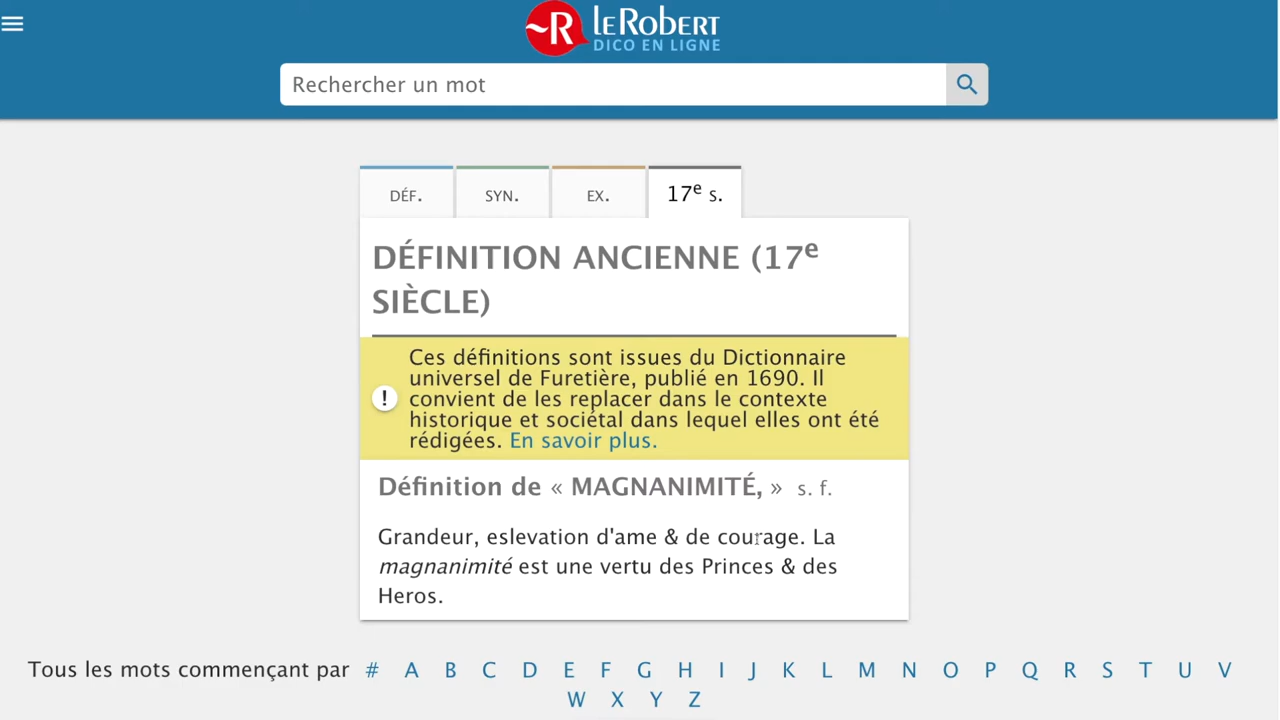 ~R LE ROBERT
DICO EN LIGNE
Rechercher un mot
DÉF. SYN. EX. 17e s.
DÉFINITION ANCIENNE (17e
SIÈCLE)
Ces définitions sont issues du Dictionnaire
universel de Furetière, publié en 1690. Il
convient de les replacer dans le contexte
! historique et sociétal dans lequel elles ont été
rédigées. En savoir plus.
Définition de « MAGNANIMITÉ, » s. f.
Grandeur, eslevation d'ame & de courage. La
magnanimité est une vertu des Princes & des
Heros.
Tous les mots commençant par # A B C D E F G H I J K L M N O P Q R S T U V
W X Y Z